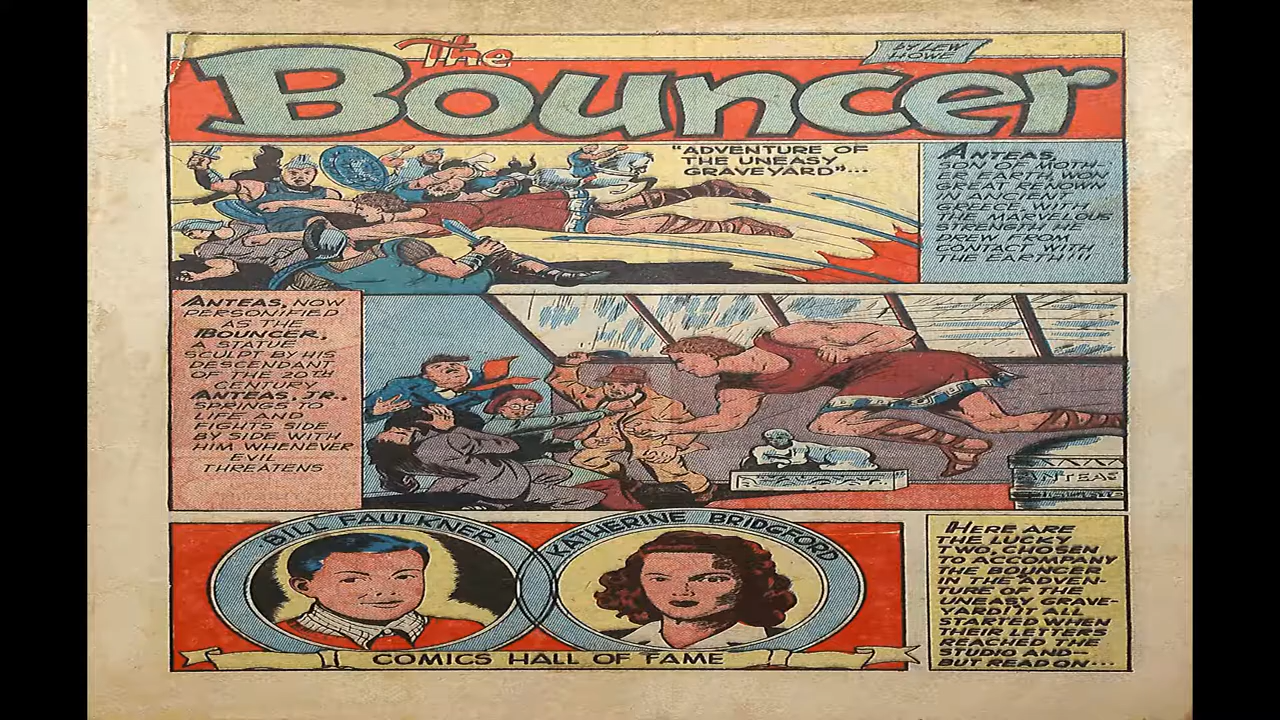 The
Bouncer
BY LEW
HOWE
"ADVENTURE OF
THE UNEASY
GRAVEYARD"...
ANTEAS,
SON OF MOTH-
ER EARTH WON
GREAT RENOWN
IN ANCIENT
GREECE WITH
THE MARVELOUS
STRENGTH HE
DREW FROM
CONTACT WITH
THE EARTH!!!
ANTEAS, NOW
PERSONIFIED
AS THE
BOUNCER,
A STATUE
SCULPT BY HIS
DESCENDANT
OF THE 20TH
CENTURY
ANTEAS, JR.,
SPRINGS TO
LIFE AND
FIGHTS SIDE
BY SIDE WITH
HIM WHENEVER
EVIL
THREATENS
ANTEAS
BILL FAULKNER
KATHERINE BRIDGFORD
COMICS HALL OF FAME
HERE ARE
THE LUCKY
TWO, CHOSEN
TO ACCOMPANY
THE BOUNCER
IN THE "ADVEN-
TURE OF THE
UNEASY GRAVE-
YARD! IT ALL
STARTED WHEN
THEIR LETTERS
REACHED THE
STUDIO AND—
BUT READ ON...